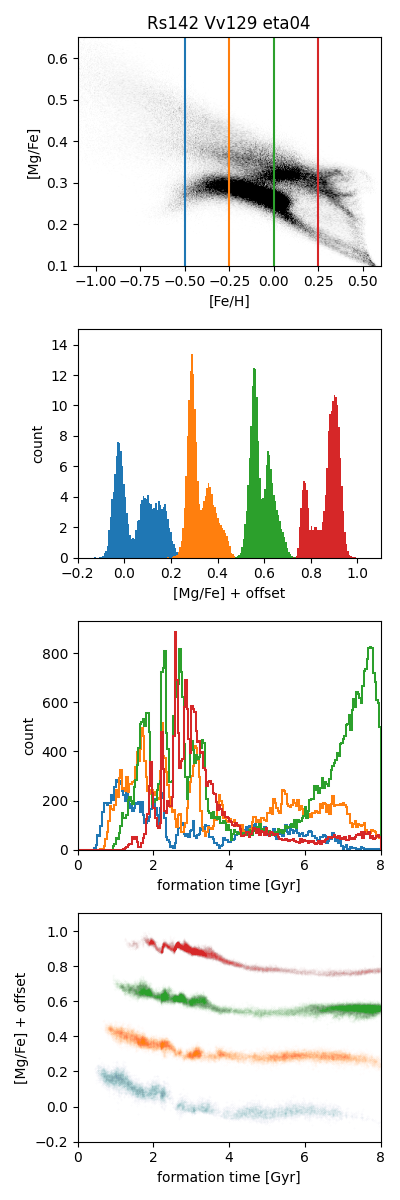 Rs142 Vv129 eta04
0.6
0.5
0.4
0.3
0.2
0.1
[Mg/Fe]
−1.00 −0.75 −0.50 −0.25 0.00 0.25 0.50
[Fe/H]
14
12
10
8
6
4
2
0
count
−0.2 0.0 0.2 0.4 0.6 0.8 1.0
[Mg/Fe] + offset
800
600
400
200
0
count
0 2 4 6 8
formation time [Gyr]
1.0
0.8
0.6
0.4
0.2
0.0
−0.2
[Mg/Fe] + offset
0 2 4 6 8
formation time [Gyr]